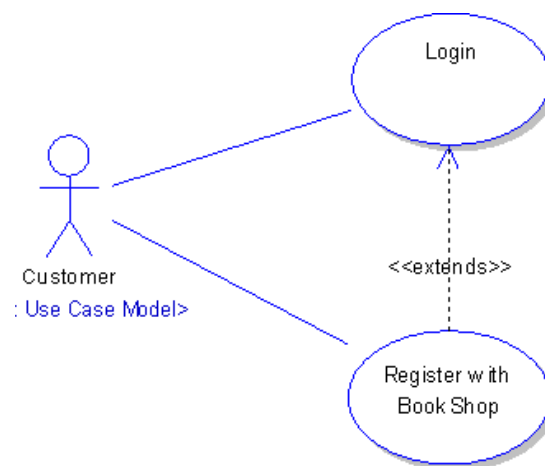 Login
<<extends>>
Customer
: Use Case Model>
Register with
Book Shop